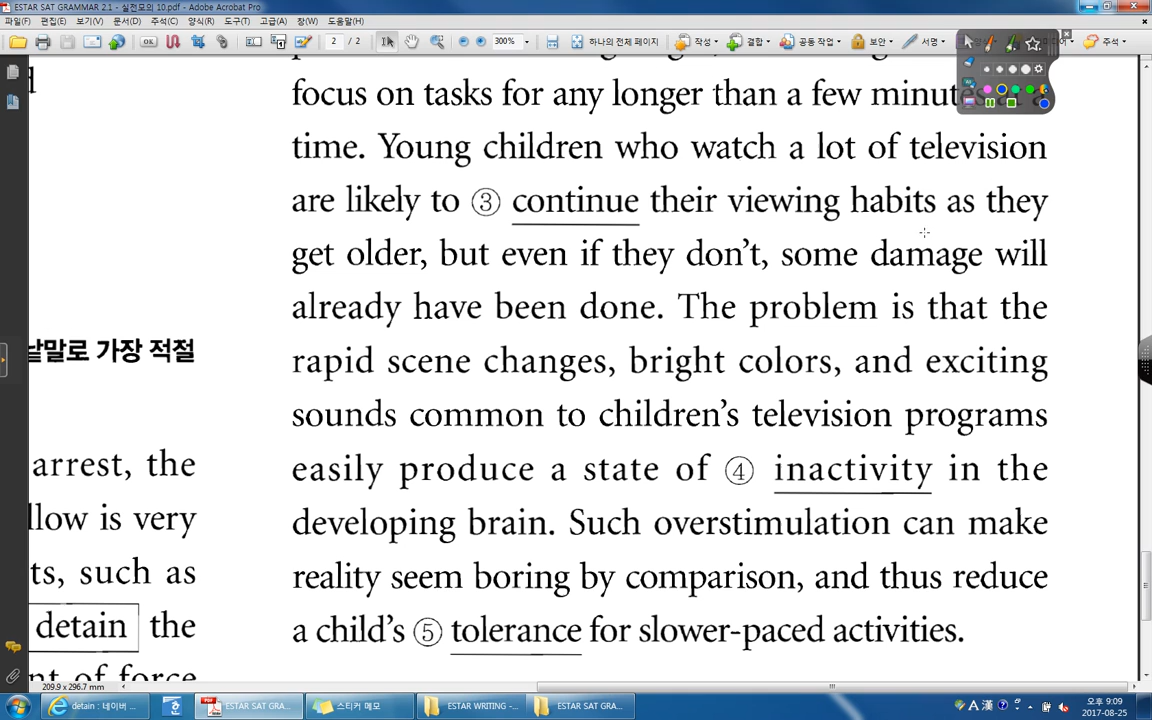 ESTAR SAT GRAMMAR 2.1 - 실전모의 10.pdf - Adobe Acrobat Pro
파일(F) 편집(E) 보기(V) 문서(D) 주석(C) 양식(R) 도구(T) 고급(A) 창(W) 도움말(H)
2 / 2 300% 하나의 전체 페이지 작성 결합 공동 작업 보안 서명 주석
focus on tasks for any longer than a few
time. Young children who watch a lot of television
are likely to ③ continue their viewing habits as they
get older, but even if they don't, some damage will
already have been done. The problem is that the
rapid scene changes, bright colors, and exciting
sounds common to children's television programs
easily produce a state of ④ inactivity in the
developing brain. Such overstimulation can make
reality seem boring by comparison, and thus reduce
a child's ⑤ tolerance for slower-paced activities.
가장 적절
arrest, the
is very
such as
detain the
of force
209.9 x 296.7 mm
detain : 네이버 ... ESTAR SAT GRA... 스티커 메모 ESTAR WRITING -... ESTAR SAT GRA...
A 漢
오후 9:09
2017-08-25